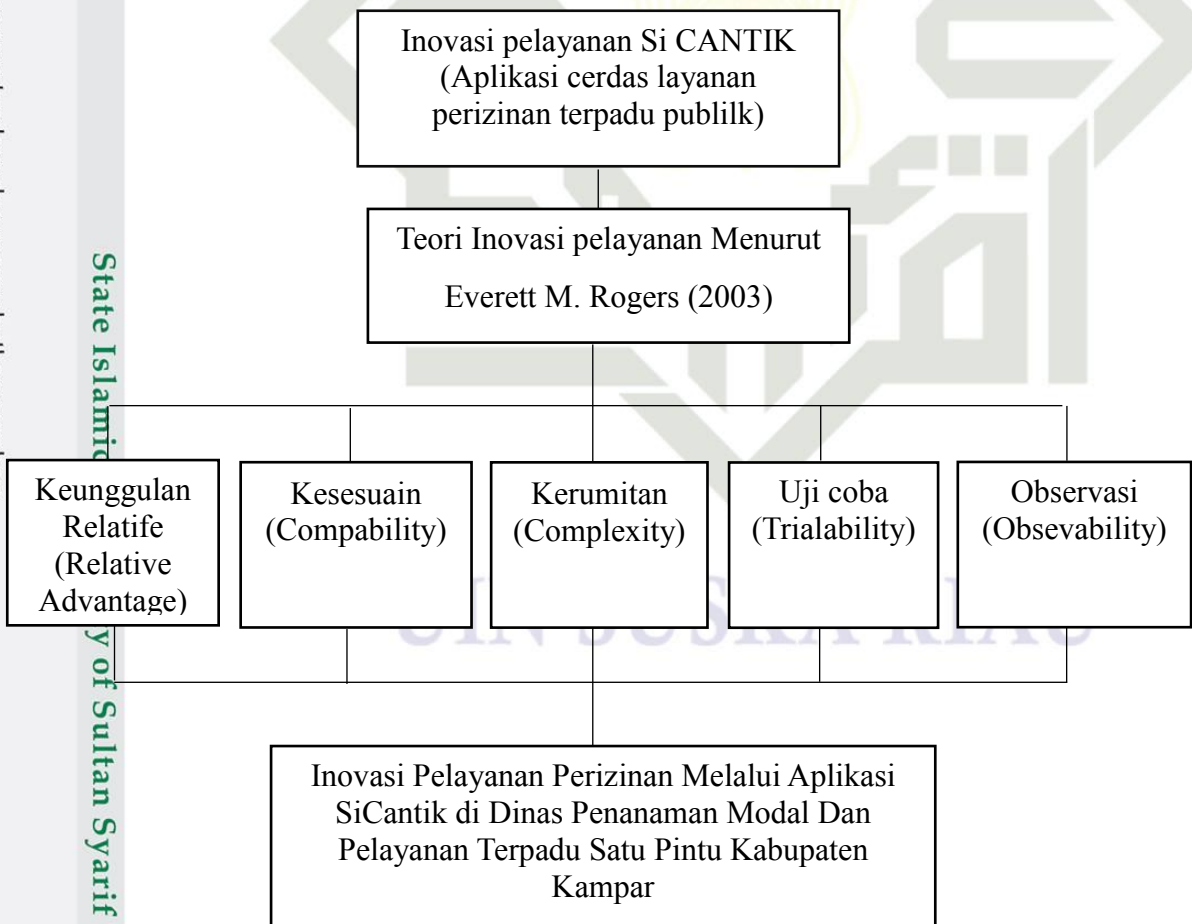 Inovasi pelayanan Si CANTIK
(Aplikasi cerdas layanan
perizinan terpadu publilk)
Teori Inovasi pelayanan Menurut
Everett M. Rogers (2003)
Keunggulan
Relatife
(Relative
Advantage)
Kesesuain
(Compability)
Kerumitan
(Complexity)
Uji coba
(Trialability)
Observasi
(Obsevability)
UIN SUSKA RIAU
Inovasi Pelayanan Perizinan Melalui Aplikasi
SiCantik di Dinas Penanaman Modal Dan
Pelayanan Terpadu Satu Pintu Kabupaten
Kampar
State Islamic of Sultan Syarif